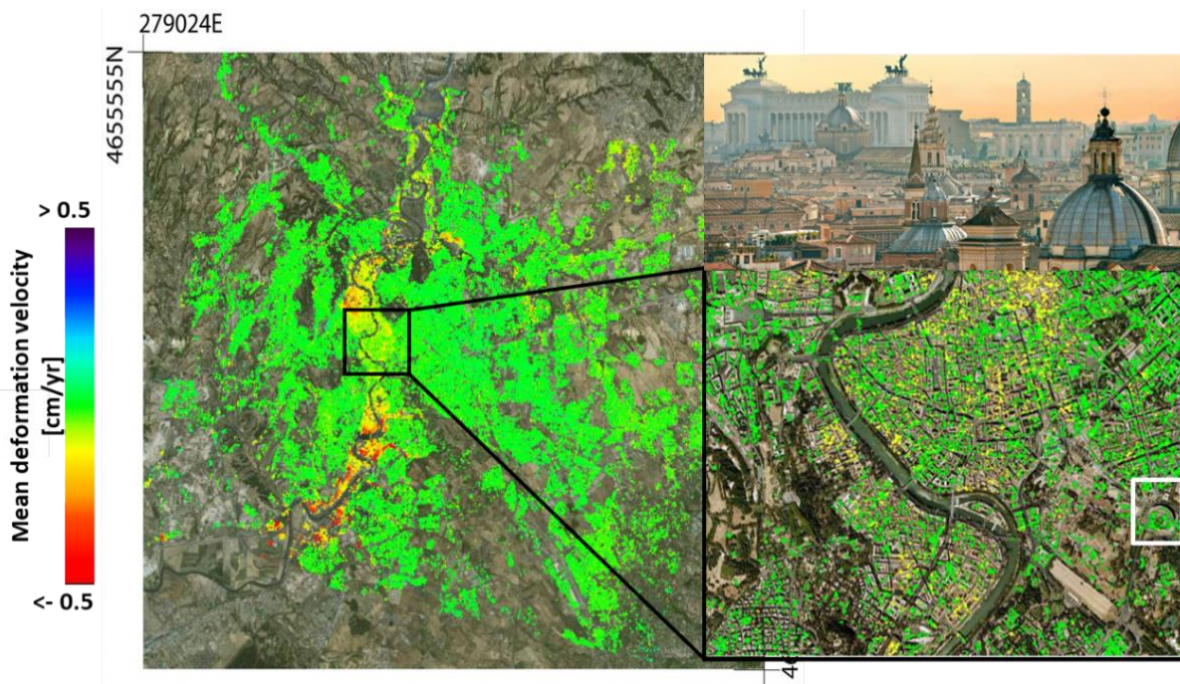 279024E
4655555N
> 0.5
Mean deformation velocity
[cm/yr]
<- 0.5